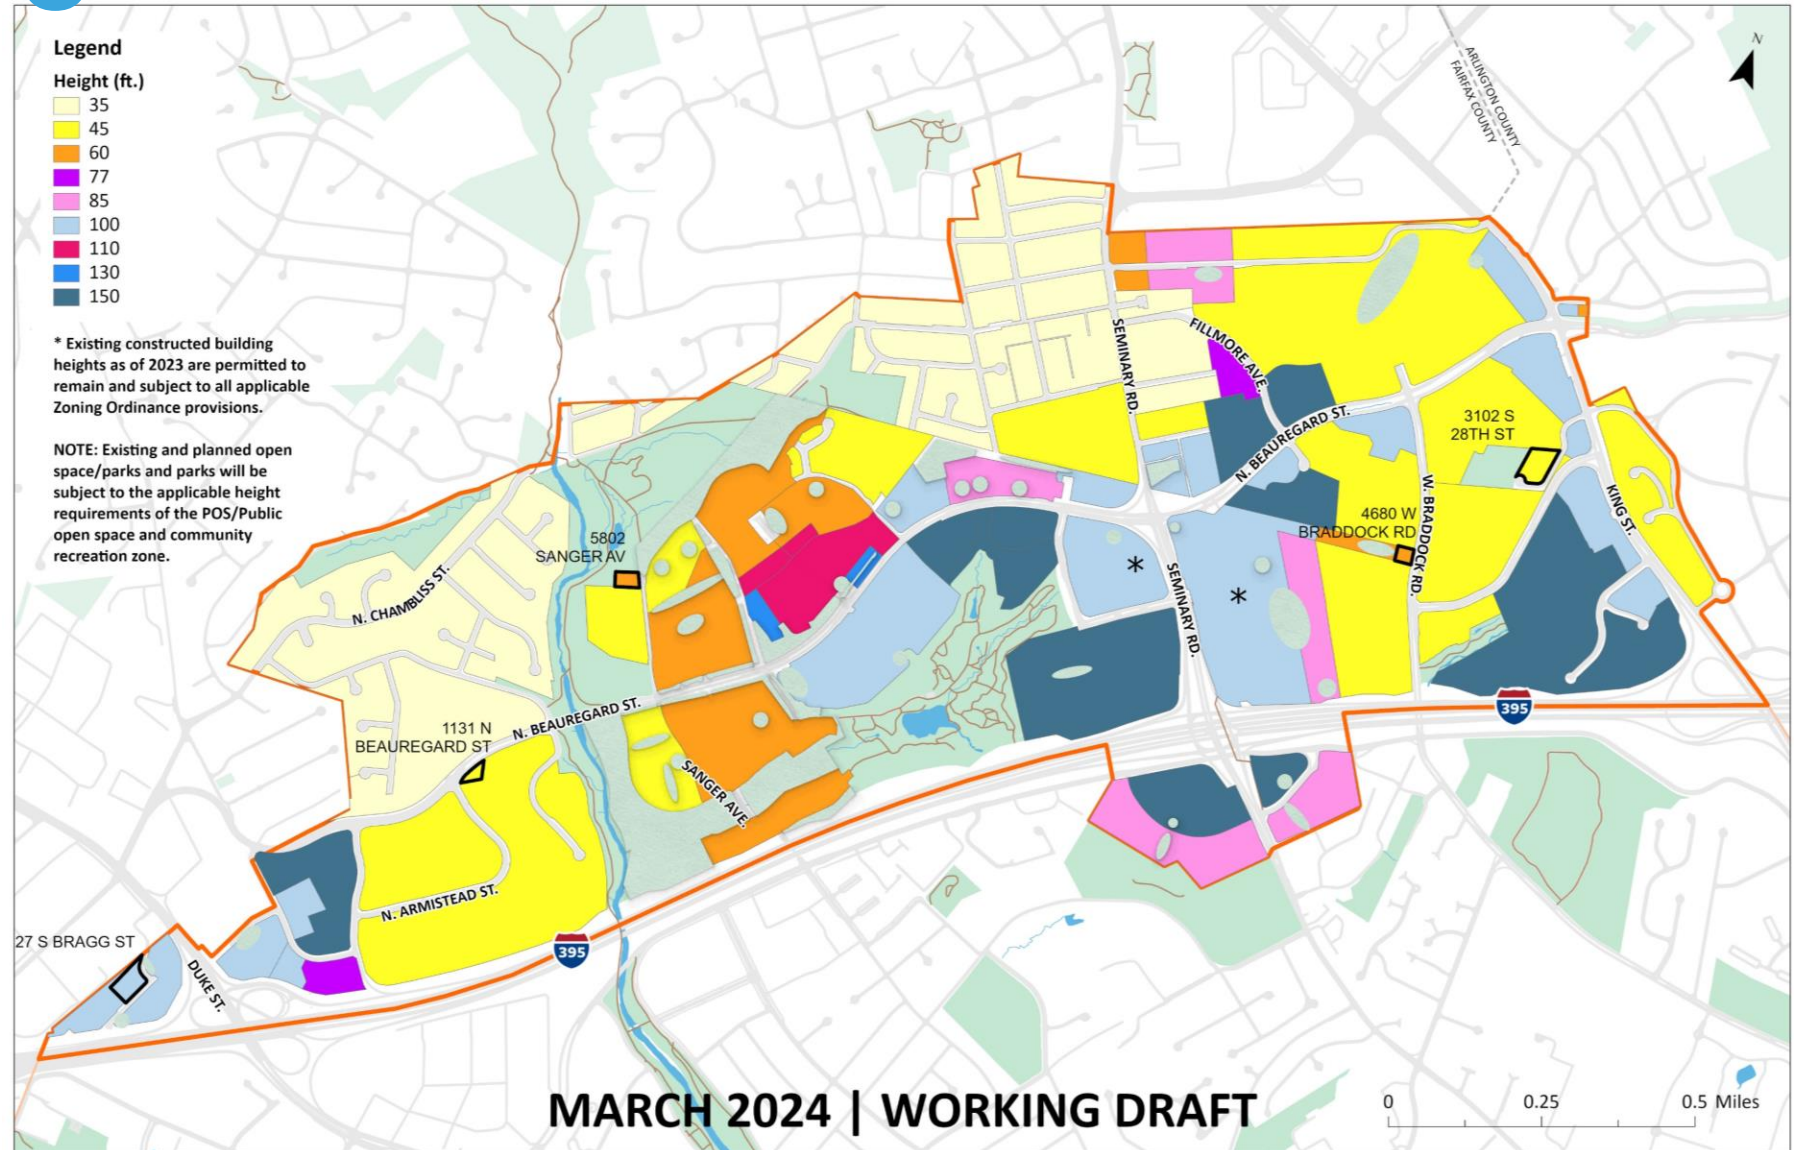 Legend
Height (ft.)
35
45
60
77
85
100
110
130
150
* Existing constructed building
heights as of 2023 are permitted to
remain and subject to all applicable
Zoning Ordinance provisions.
NOTE: Existing and planned open
space/parks and parks will be
subject to the applicable height
requirements of the POS/Public
open space and community
recreation zone.
N
ARLINGTON COUNTY
FAIRFAX COUNTY
SEMINARY RD.
FILLMORE AVE.
N. BEAUREGARD ST.
3102 S
28TH ST
W. BRADDOCK RD.
KING ST.
4680 W
BRADDOCK RD
5802
SANGER AV
*
*
SEMINARY RD.
N. CHAMBLISS ST.
N. BEAUREGARD ST.
1131 N
BEAUREGARD ST
SANGER AVE.
395
N. ARMISTEAD ST.
27 S BRAGG ST
DUKE ST.
395
MARCH 2024 | WORKING DRAFT
0 0.25 0.5 Miles